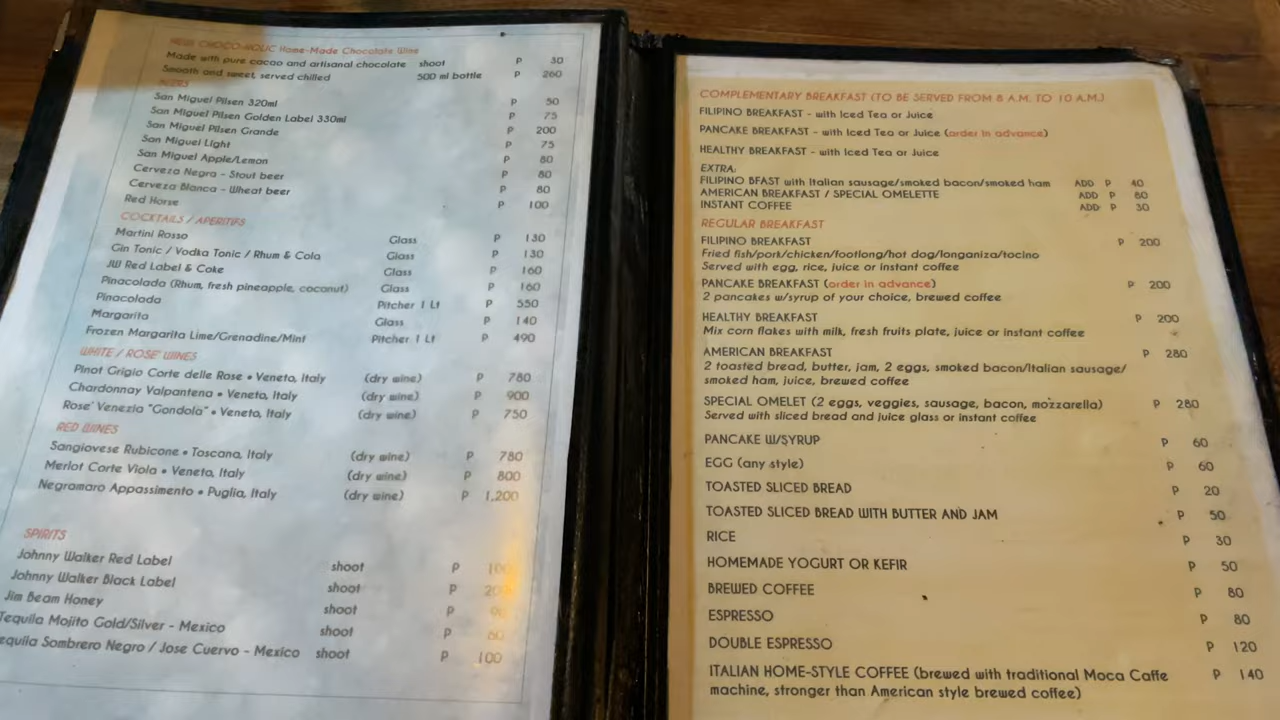 NEW! CHOCO-HOLIC Home-Made Chocolate Wine
Made with pure cacao and artisanal chocolate shoot P 30
Smooth and sweet, served chilled 500 ml bottle P 260
BEERS
San Miguel Pilsen 320ml P 50
San Miguel Pilsen Golden Label 330ml P 75
San Miguel Pilsen Grande P 200
San Miguel Light P 75
San Miguel Apple/Lemon P 80
Cerveza Negra - Stout beer P 80
Cerveza Blanca - Wheat beer P 80
Red Horse P 100
COCKTAILS / APERITIFS
Martini Rosso Glass P 130
Gin Tonic / Vodka Tonic / Rhum & Cola Glass P 130
JW Red Label & Coke Glass P 160
Pinacolada (Rhum, fresh pineapple, coconut) Glass P 160
Pinacolada Pitcher 1 Lt P 550
Margarita Glass P 140
Frozen Margarita Lime/Grenadine/Mint Pitcher 1 Lt P 490
WHITE / ROSE' WINES
Pinot Grigio Corte delle Rose • Veneto, Italy (dry wine) P 780
Chardonnay Valpantena • Veneto, Italy (dry wine) P 900
Rose' Venezia "Gondola" • Veneto, Italy (dry wine) P 750
RED WINES
Sangiovese Rubicone • Toscana, Italy (dry wine) P 780
Merlot Corte Viola • Veneto, Italy (dry wine) P 800
Negromaro Appassimento • Puglia, Italy (dry wine) P 1,200
SPIRITS
Johnny Walker Red Label shoot P 100
Johnny Walker Black Label shoot P 200
Jim Beam Honey shoot P 90
Tequila Mojito Gold/Silver - Mexico shoot P 80
equila Sombrero Negro / Jose Cuervo - Mexico shoot P 100
COMPLEMENTARY BREAKFAST (TO BE SERVED FROM 8 A.M. TO 10 A.M.)
FILIPINO BREAKFAST - with Iced Tea or Juice
PANCAKE BREAKFAST - with Iced Tea or Juice (order in advance)
HEALTHY BREAKFAST - with Iced Tea or Juice
EXTRA:
FILIPINO BFAST with Italian sausage/smoked bacon/smoked ham ADD P 40
AMERICAN BREAKFAST / SPECIAL OMELETTE ADD P 80
INSTANT COFFEE ADD P 30
REGULAR BREAKFAST
FILIPINO BREAKFAST P 200
Fried fish/pork/chicken/footlong/hot dog/longaniza/tocino
Served with egg, rice, juice or instant coffee
PANCAKE BREAKFAST (order in advance) P 200
2 pancakes w/syrup of your choice, brewed coffee
HEALTHY BREAKFAST P 200
Mix corn flakes with milk, fresh fruits plate, juice or instant coffee
AMERICAN BREAKFAST P 280
2 toasted bread, butter, jam, 2 eggs, smoked bacon/Italian sausage/
smoked ham, juice, brewed coffee
SPECIAL OMELET (2 eggs, veggies, sausage, bacon, mozzarella) P 280
Served with sliced bread and juice glass or instant coffee
PANCAKE W/SYRUP P 60
EGG (any style) P 60
TOASTED SLICED BREAD P 20
TOASTED SLICED BREAD WITH BUTTER AND JAM P 50
RICE P 30
HOMEMADE YOGURT OR KEFIR P 50
BREWED COFFEE P 80
ESPRESSO P 80
DOUBLE ESPRESSO P 120
ITALIAN HOME-STYLE COFFEE (brewed with traditional Moca Caffe P 140
machine, stronger than American style brewed coffee)